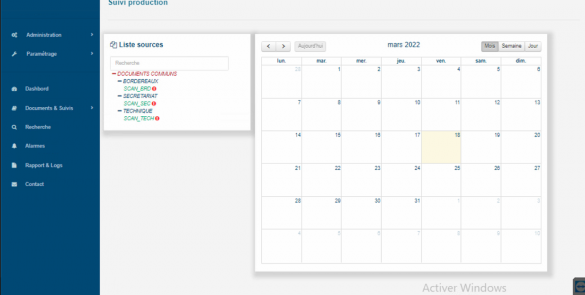 Suivi production
Administration
Paramétrage
Dashbord
Documents & Suivis
Recherche
Alarmes
Rapport & Logs
Contact
Liste sources
Recherche
DOCUMENTS COMMUNS
BORDEREAUX
SCAN_BRD
SECRETARIAT
SCAN_SEC
TECHNIQUE
SCAN_TECH
Aujourd'hui
mars 2022
Mois Semaine Jour
lun. mar. mer. jeu. ven. sam. dim.
28 1 2 3 4 5 6
7 8 9 10 11 12 13
14 15 16 17 18 19 20
21 22 23 24 25 26 27
28 29 30 31 1 2 3
4 5 6 7 8 9 10
Activer Windows